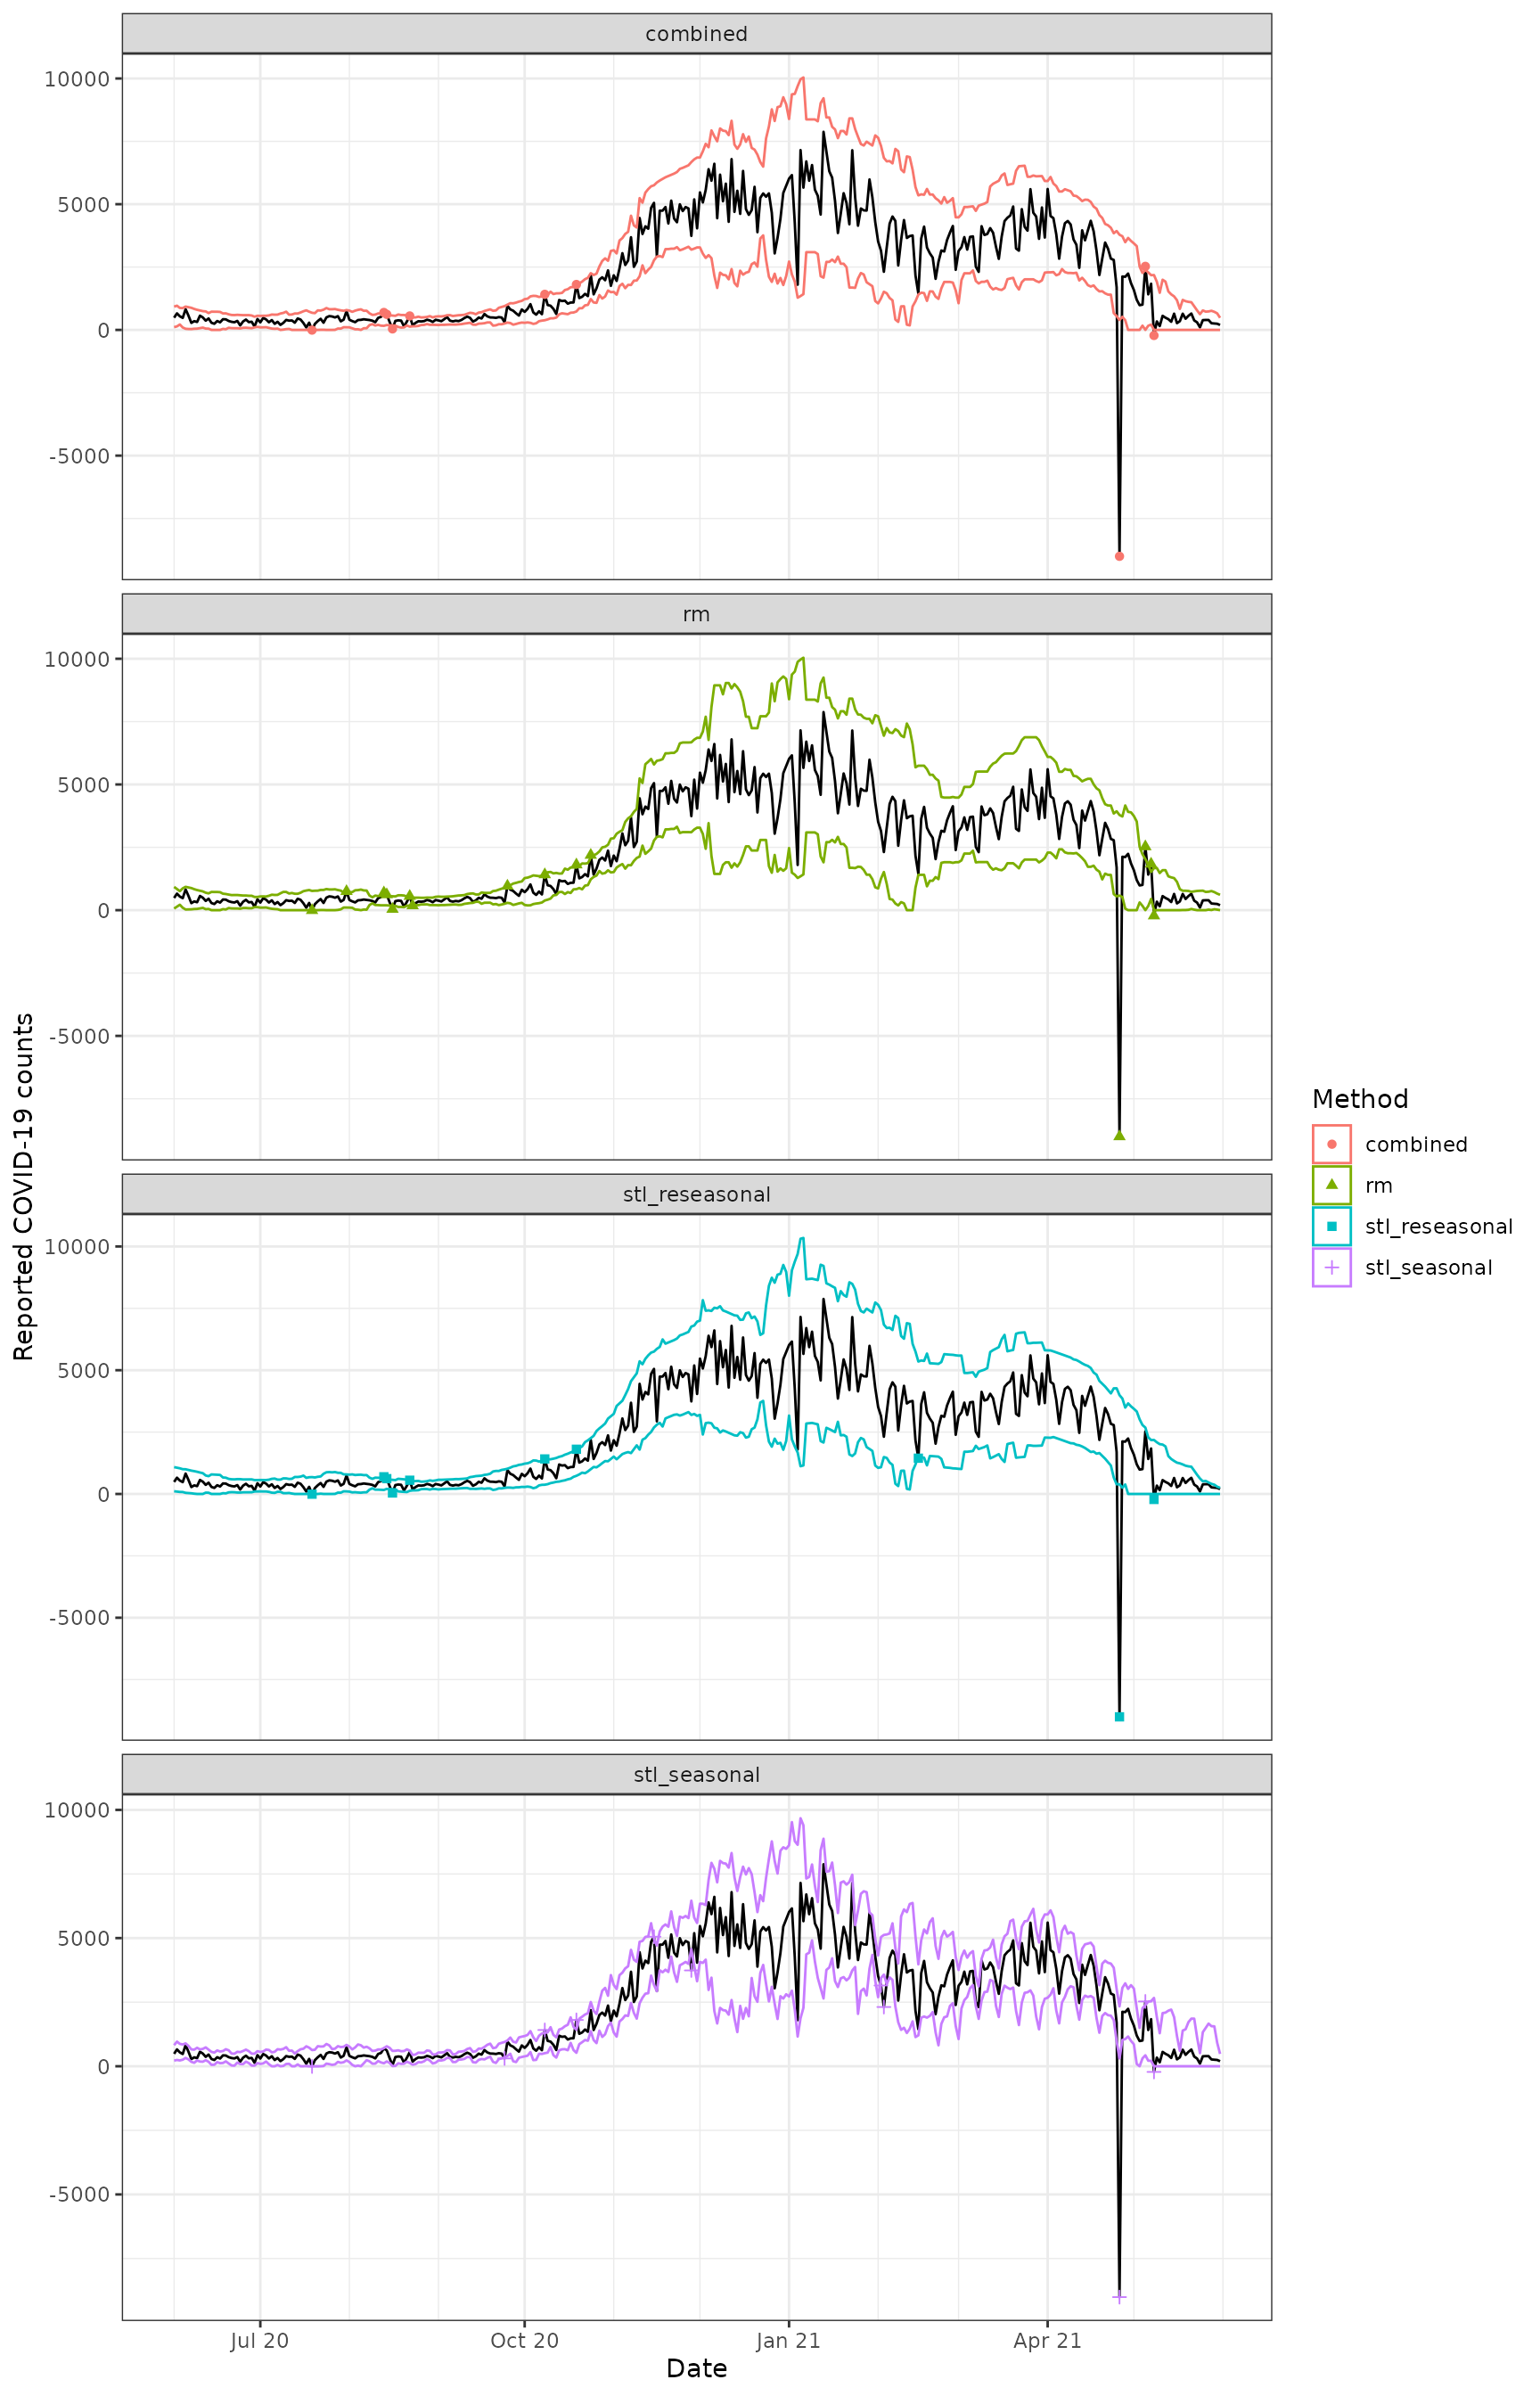 combined
10000
5000
0
-5000
rm
10000
5000
0
-5000
stl_reseasonal
10000
5000
0
-5000
stl_seasonal
10000
5000
0
-5000
Jul 20
Oct 20
Jan 21
Apr 21
Date
Reported COVID-19 counts
Method
combined
rm
stl_reseasonal
stl_seasonal